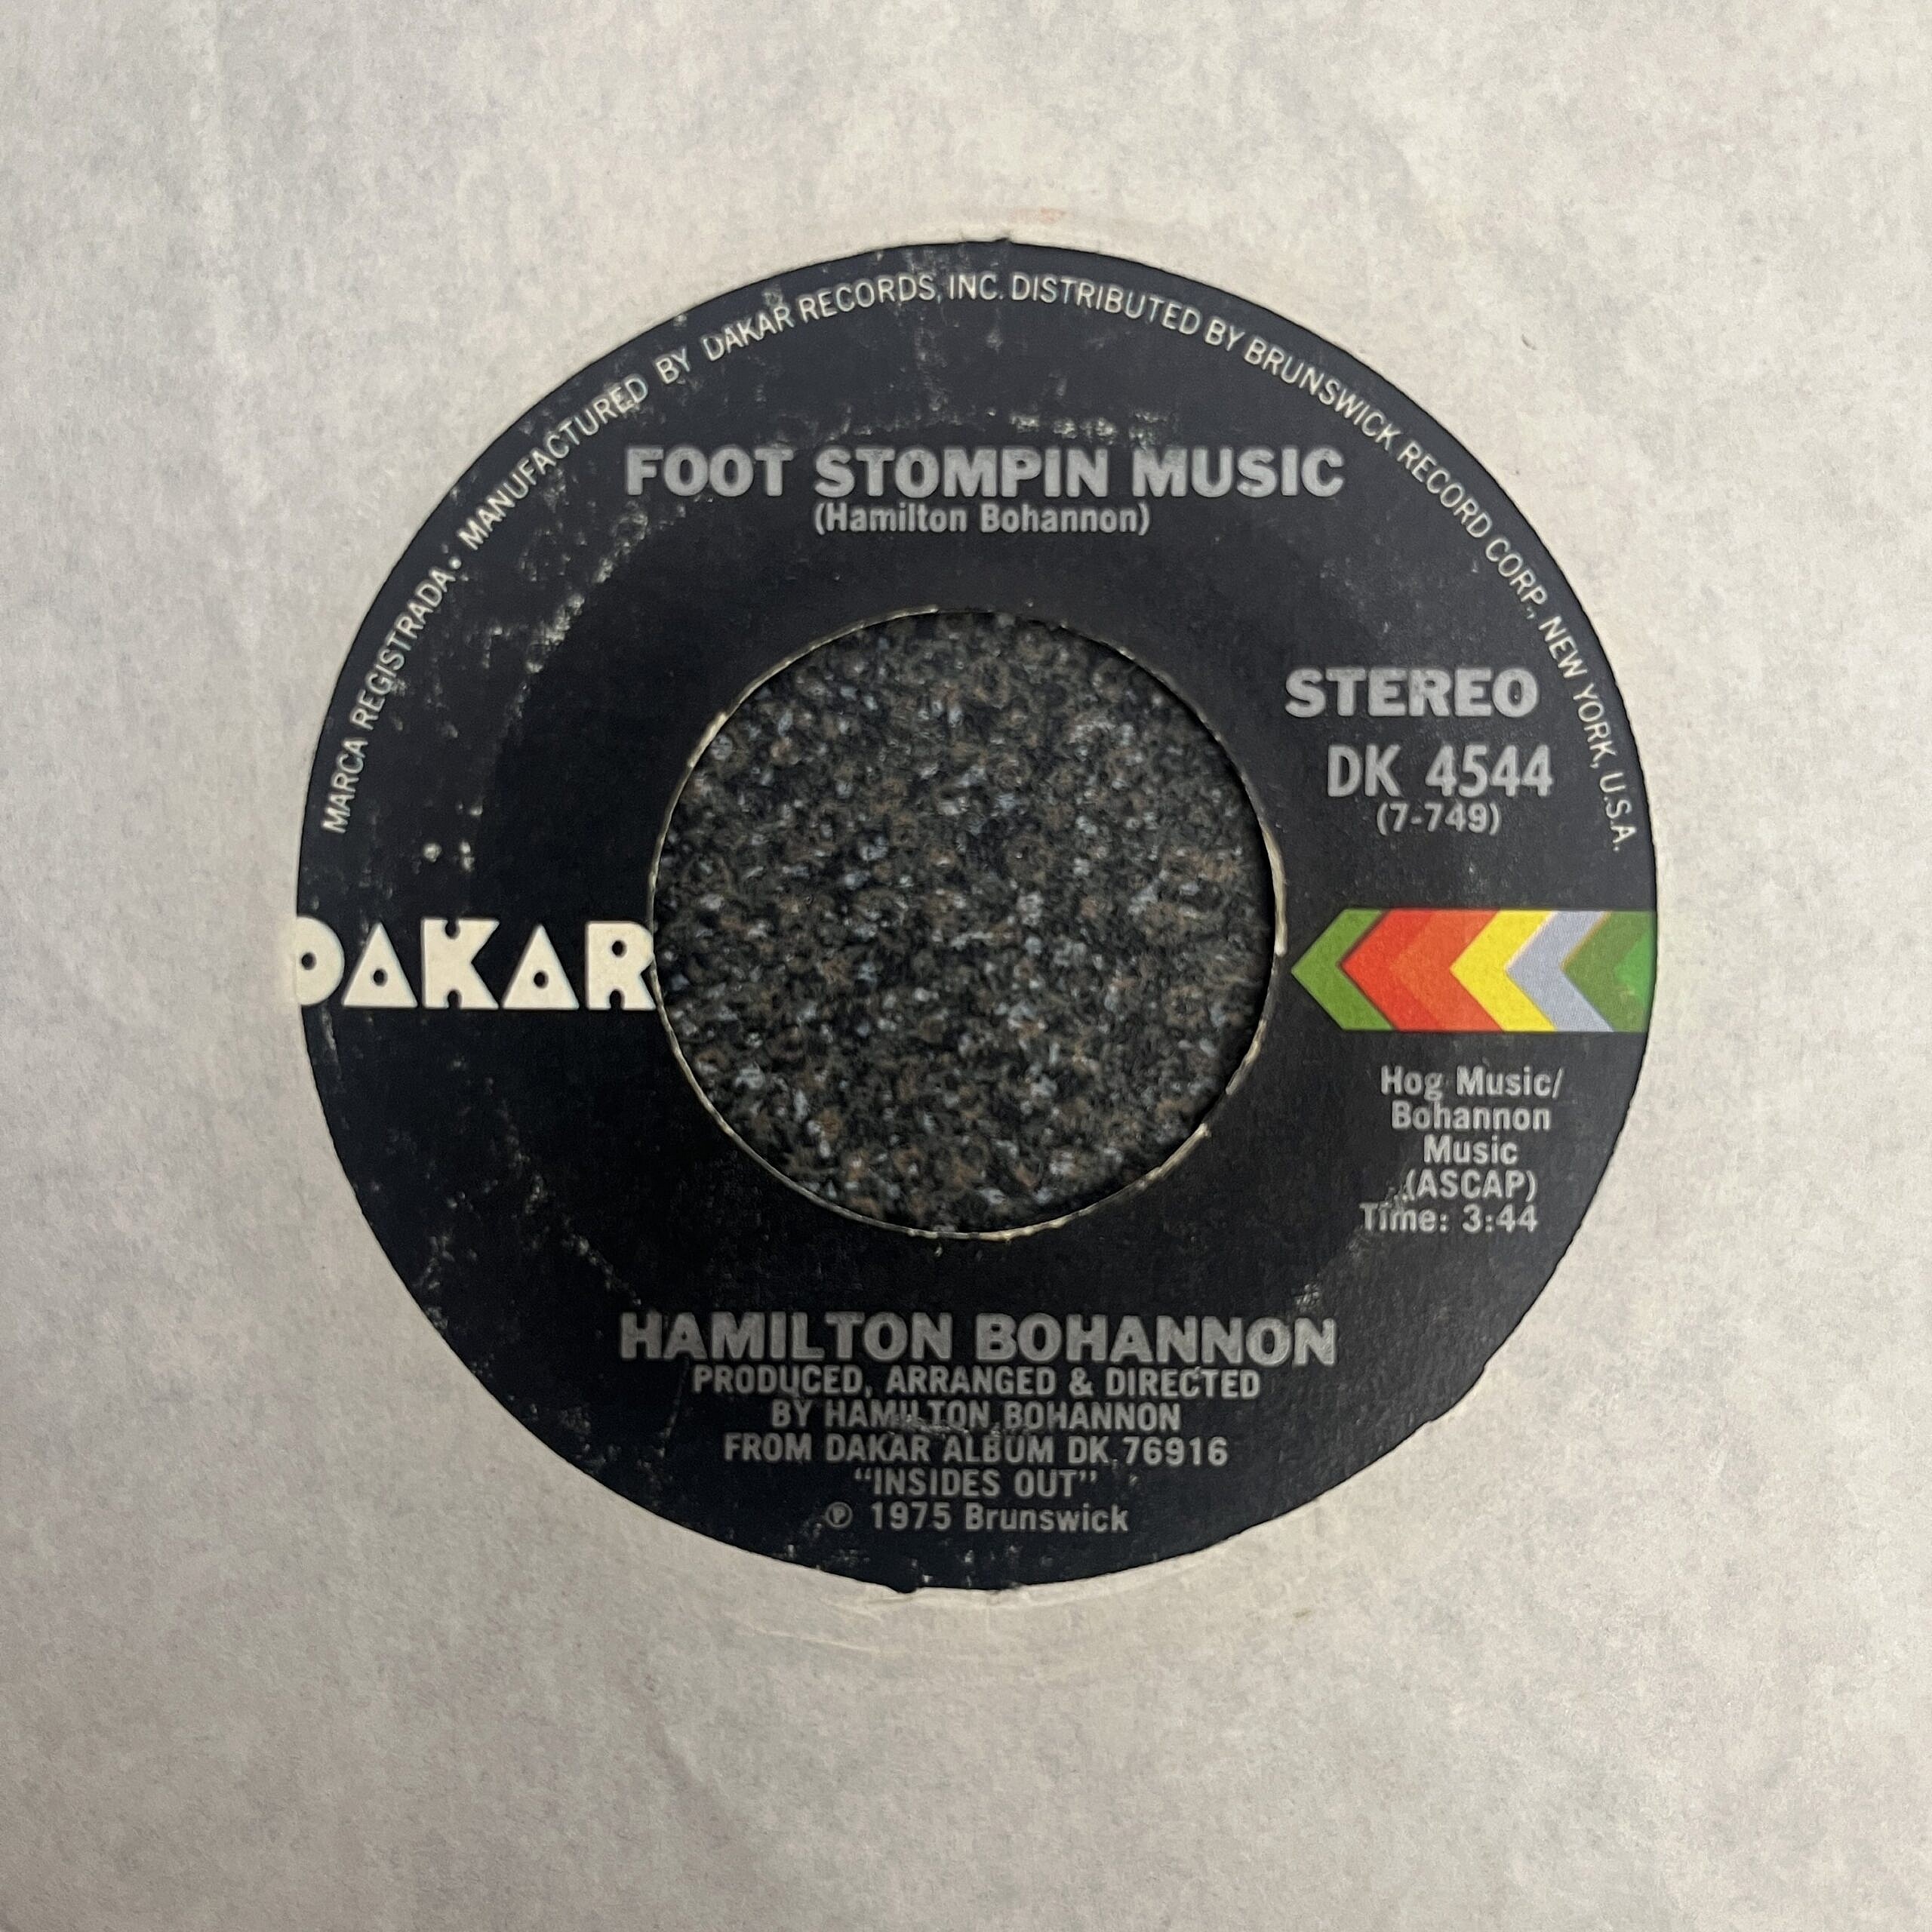 MARCA REGISTRADA • MANUFACTURED BY DAKAR RECORDS, INC. DISTRIBUTED BY BRUNSWICK RECORD CORP., NEW YORK, U.S.A.
FOOT STOMPIN MUSIC
(Hamilton Bohannon)
STEREO
DK 4544
(7-749)
DAKAR
Hog Music/
Bohannon
Music
(ASCAP)
Time: 3:44
HAMILTON BOHANNON
PRODUCED, ARRANGED & DIRECTED
BY HAMILTON BOHANNON
FROM DAKAR ALBUM DK 76916
"INSIDES OUT"
℗ 1975 Brunswick